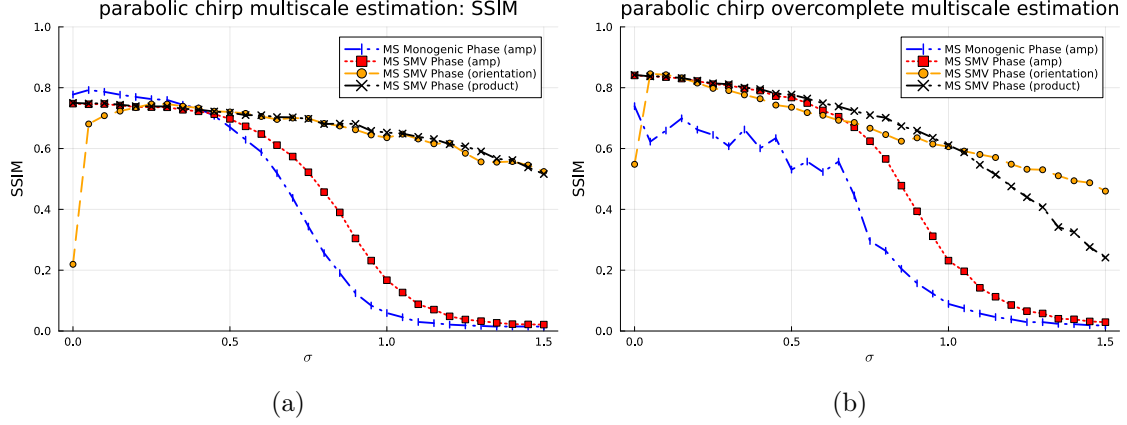 parabolic chirp multiscale estimation: SSIM
1.0
0.8
0.6
0.4
0.2
0.0
SSIM
MS Monogenic Phase (amp)
MS SMV Phase (amp)
MS SMV Phase (orientation)
MS SMV Phase (product)
0.0 0.5 1.0 1.5
σ
(a)
parabolic chirp overcomplete multiscale estimation
1.0
0.8
0.6
0.4
0.2
0.0
SSIM
MS Monogenic Phase (amp)
MS SMV Phase (amp)
MS SMV Phase (orientation)
MS SMV Phase (product)
0.0 0.5 1.0 1.5
σ
(b)